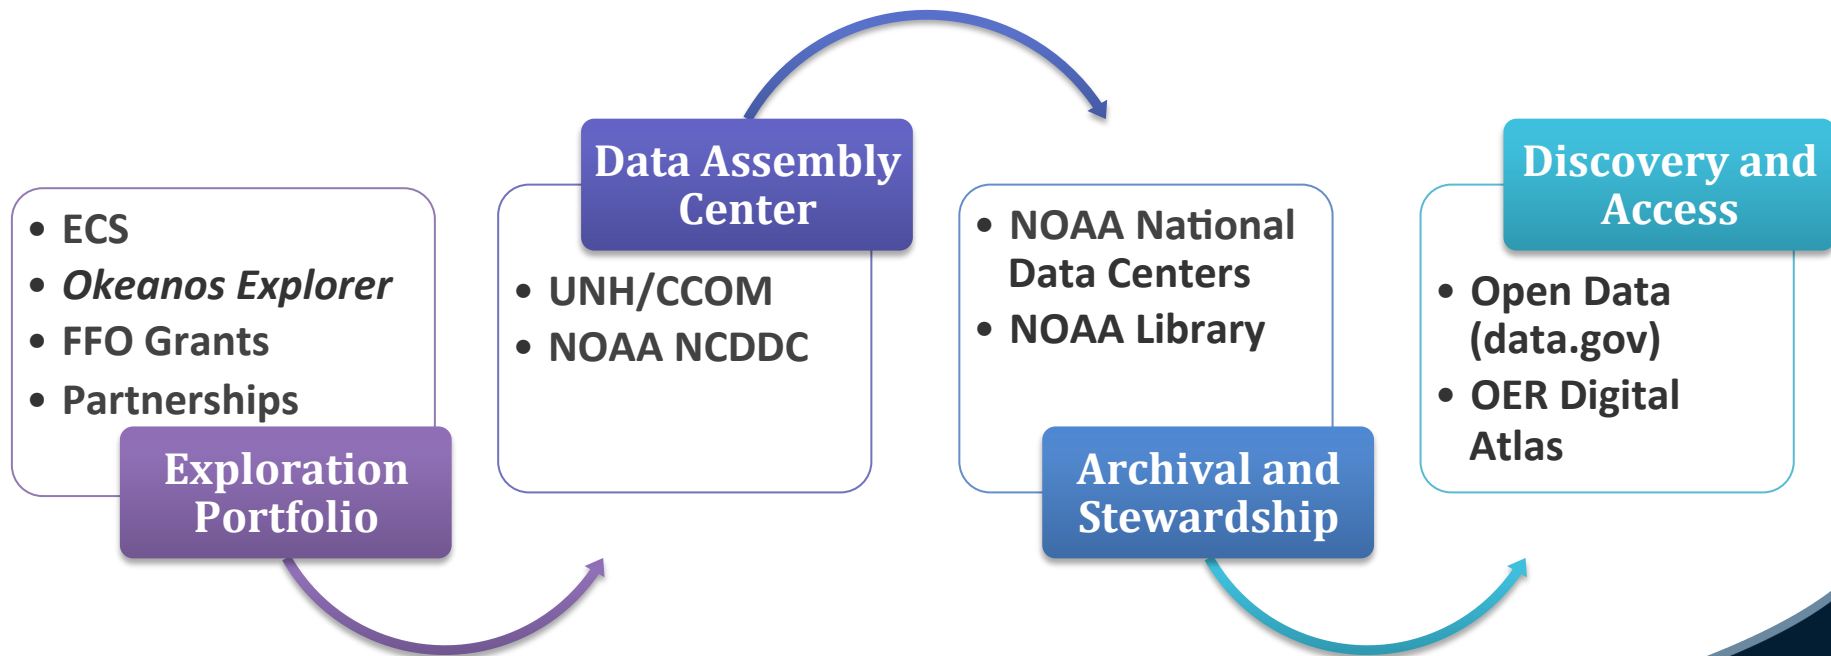 • ECS
• Okeanos Explorer
• FFO Grants
• Partnerships
Exploration
Portfolio
Data Assembly
Center
• UNH/CCOM
• NOAA NCDDC
• NOAA National
Data Centers
• NOAA Library
Archival and
Stewardship
Discovery and
Access
• Open Data
(data.gov)
• OER Digital
Atlas